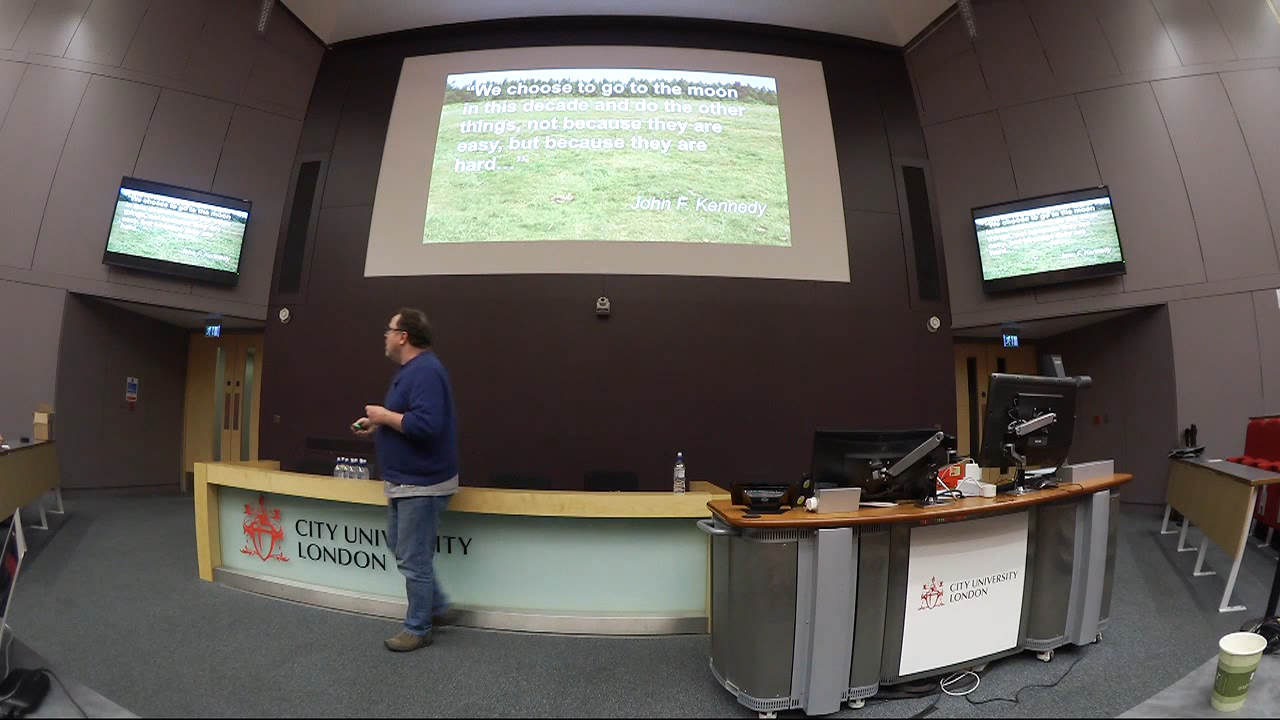 "We choose to go to the moon
in this decade and do the other
things, not because they are
easy, but because they are
hard..."
John F. Kennedy
CITY UNIVERSITY
LONDON
CITY UNIVERSITY
LONDON